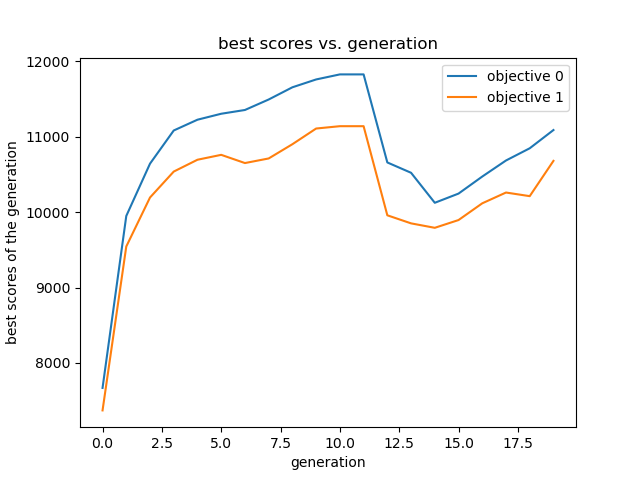 best scores vs. generation
12000
11000
10000
9000
8000
best scores of the generation
objective 0
objective 1
0.0 2.5 5.0 7.5 10.0 12.5 15.0 17.5
generation